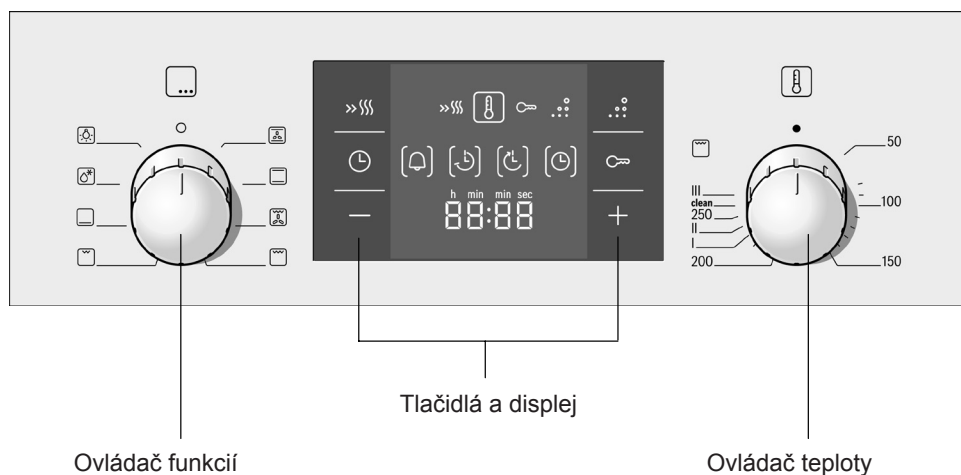 h min min sec
88:88
50
100
150
III
clean
250
II
I
200
Tlačidlá a displej
Ovládač funkcií
Ovládač teploty